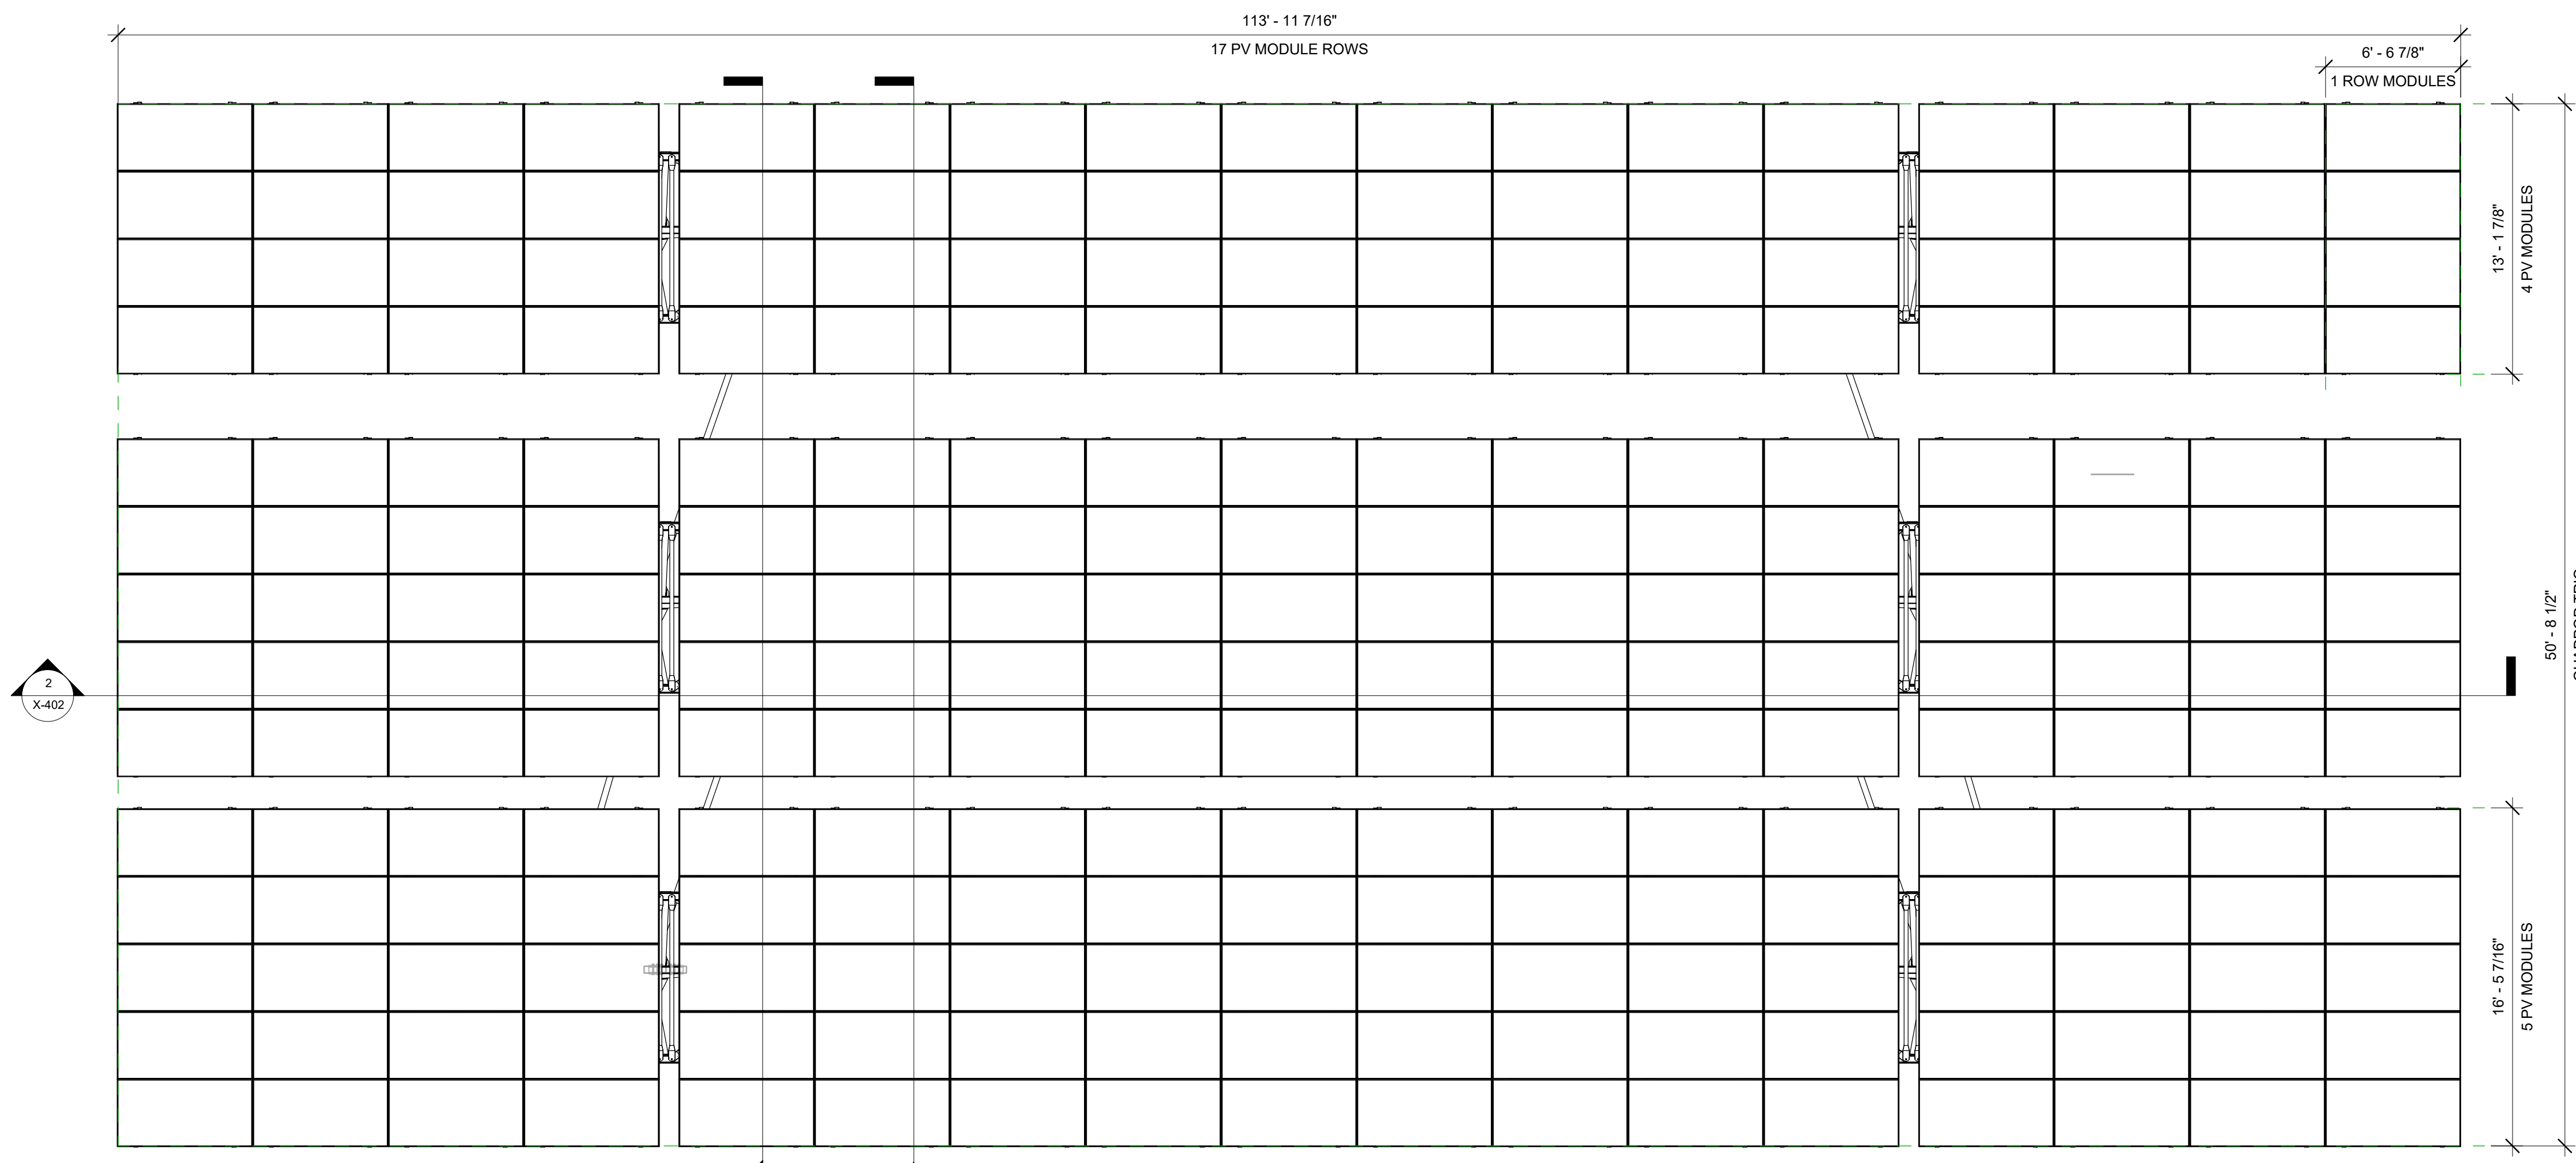 113' - 11 7/16"
17 PV MODULE ROWS
6' - 6 7/8"
1 ROW MODULES
13' - 1 7/8"
4 PV MODULES
50' - 8 1/2"
2
X-402
16' - 5 7/16"
5 PV MODULES